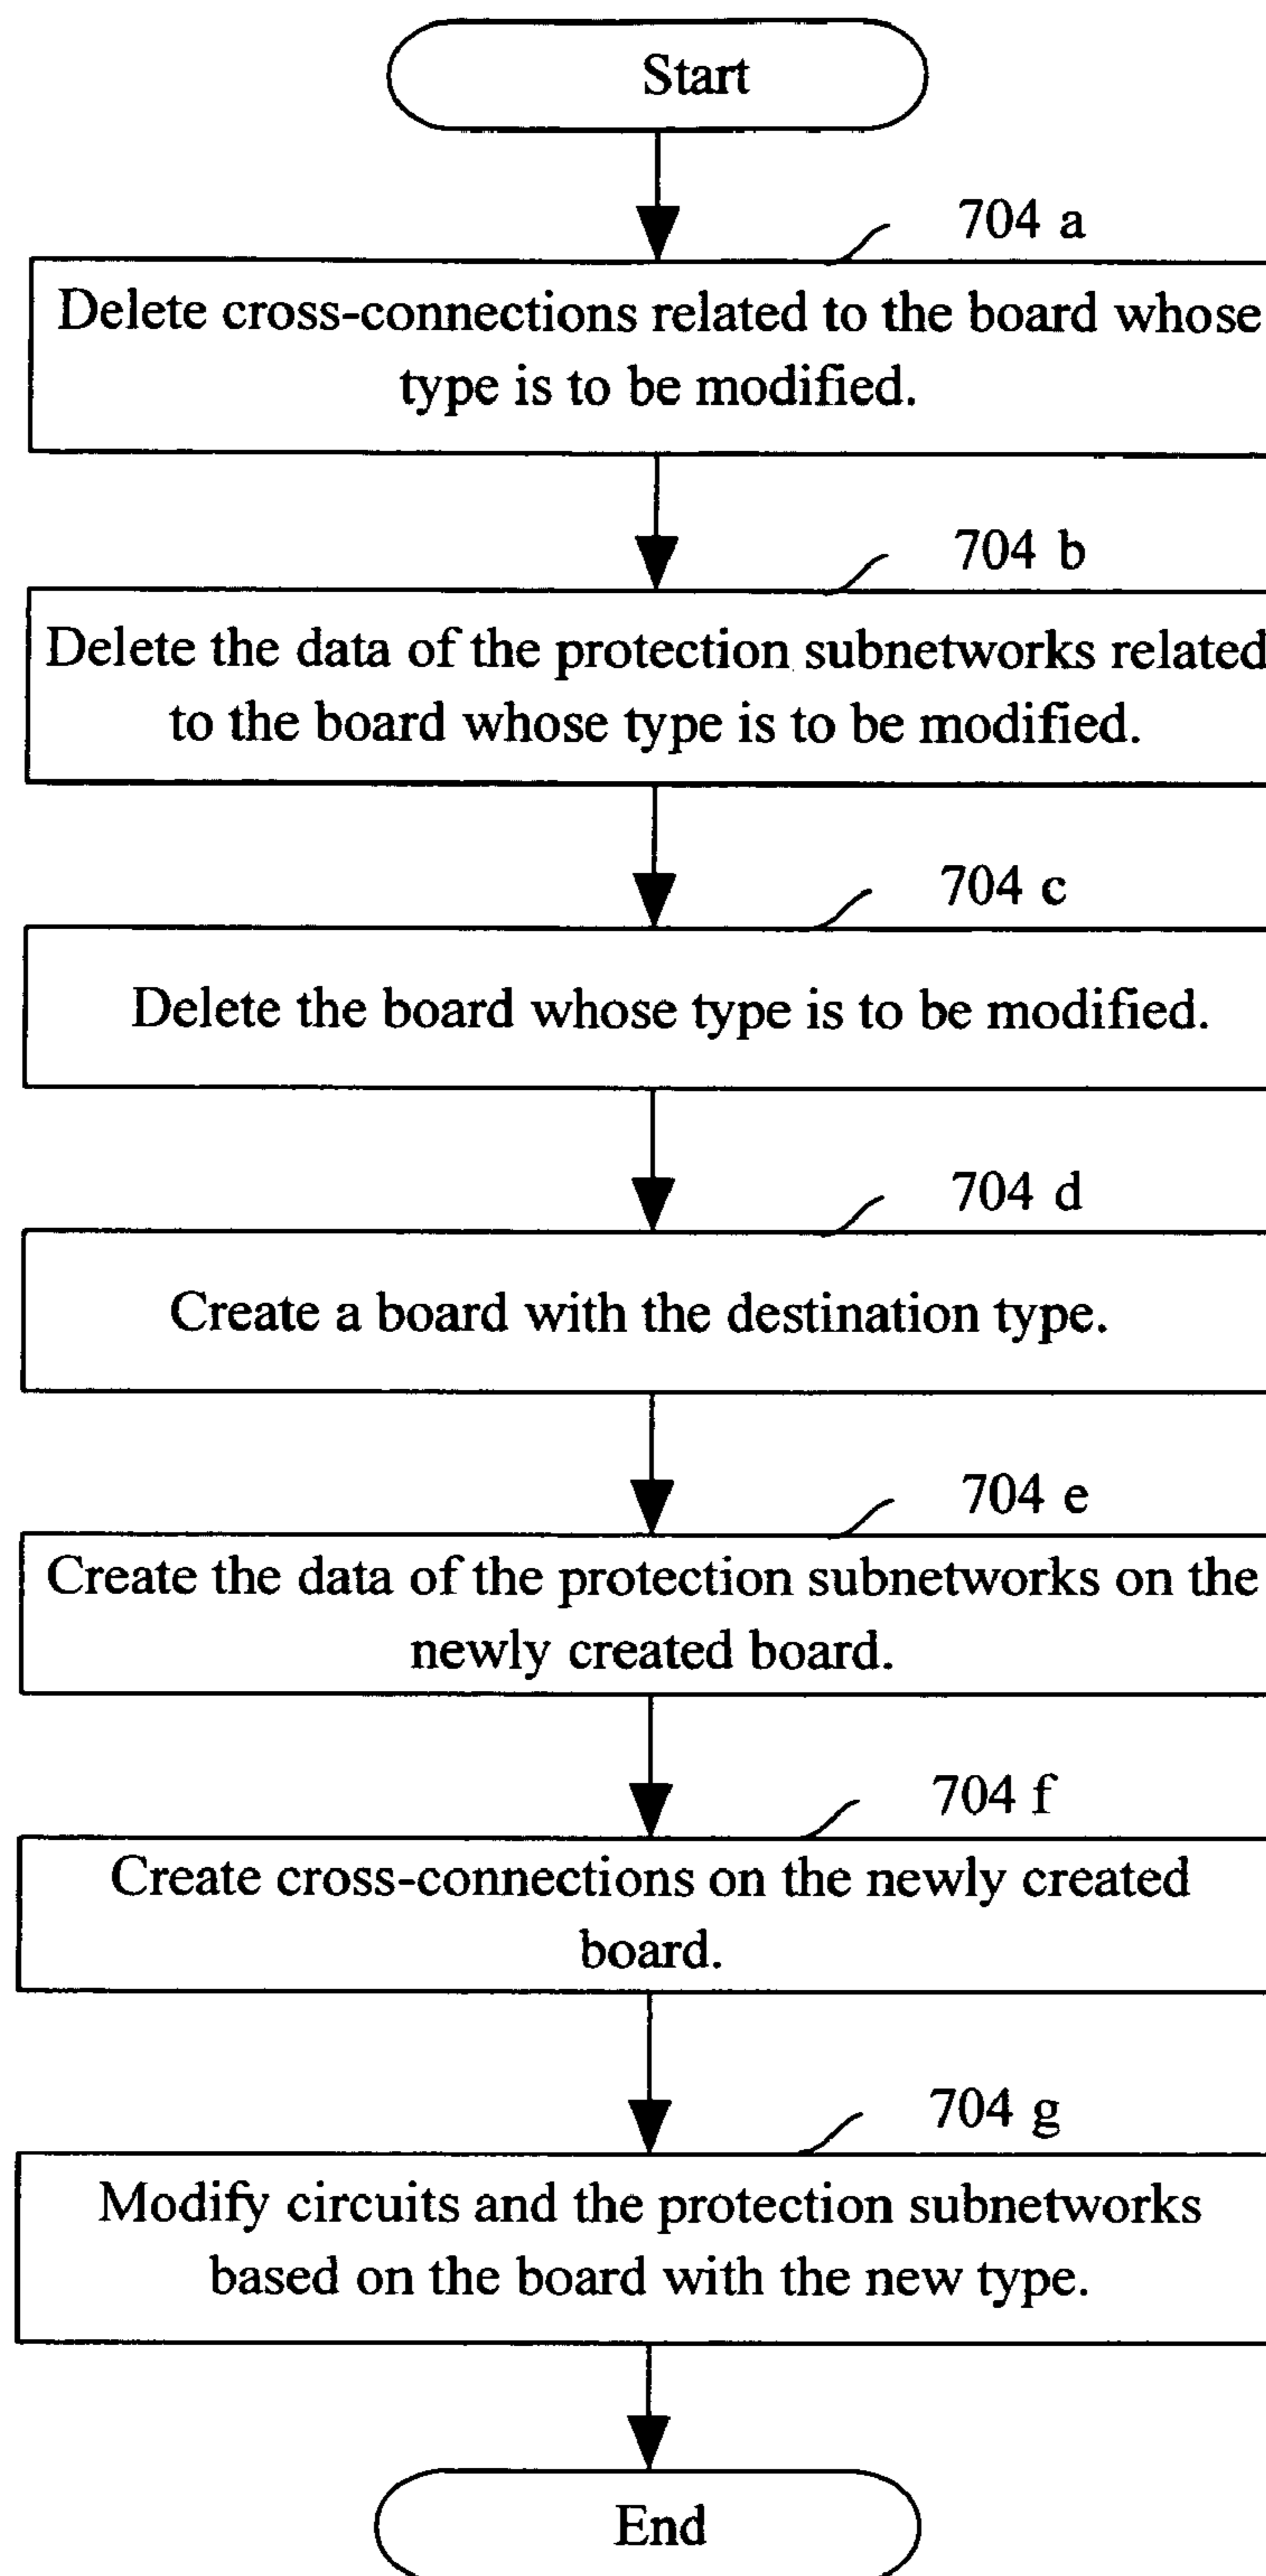 Start
704 a
Delete cross-connections related to the board whose
type is to be modified.
704 b
Delete the data of the protection subnetworks related
to the board whose type is to be modified.
704 c
Delete the board whose type is to be modified.
704 d
Create a board with the destination type.
704 e
Create the data of the protection subnetworks on the
newly created board.
704 f
Create cross-connections on the newly created
board.
704 g
Modify circuits and the protection subnetworks
based on the board with the new type.
End